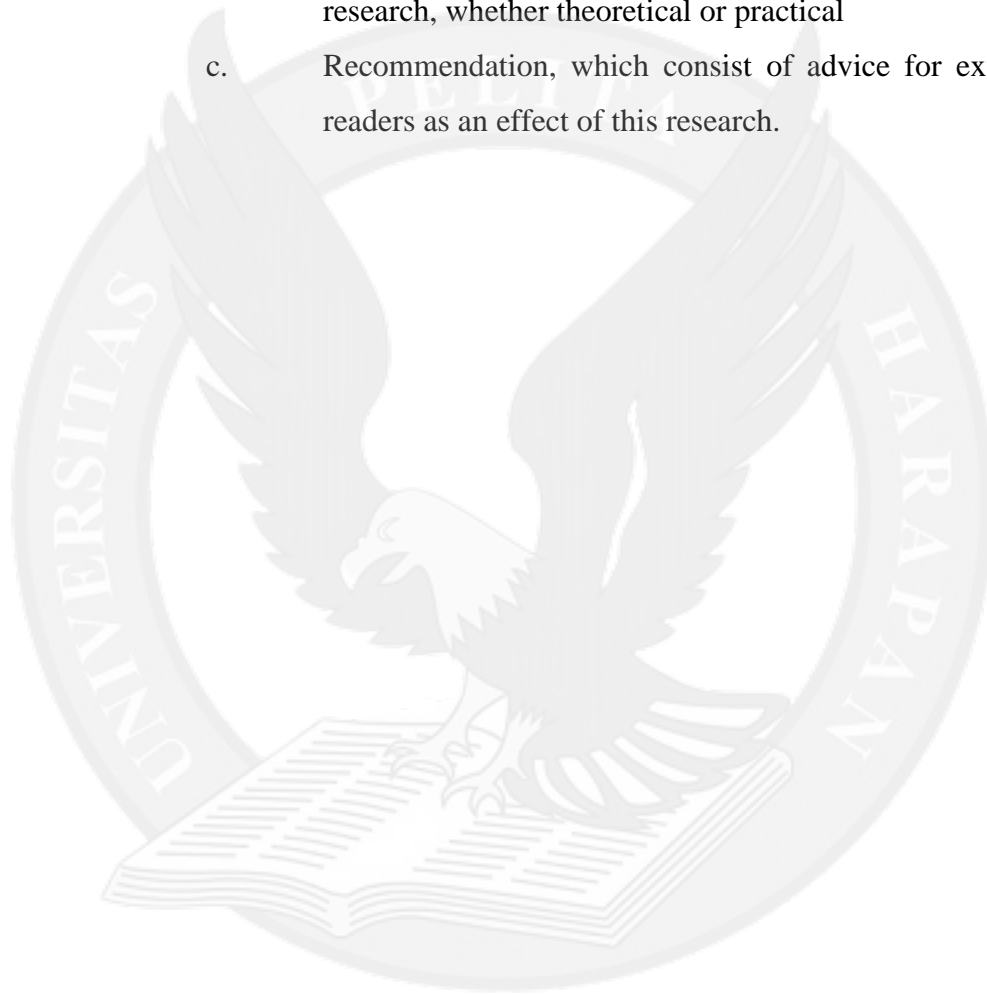 research, whether theoretical or practical
c. Recommendation, which consist of advice for ex
readers as an effect of this research.
UNIVERSITAS PELITA HARAPAN